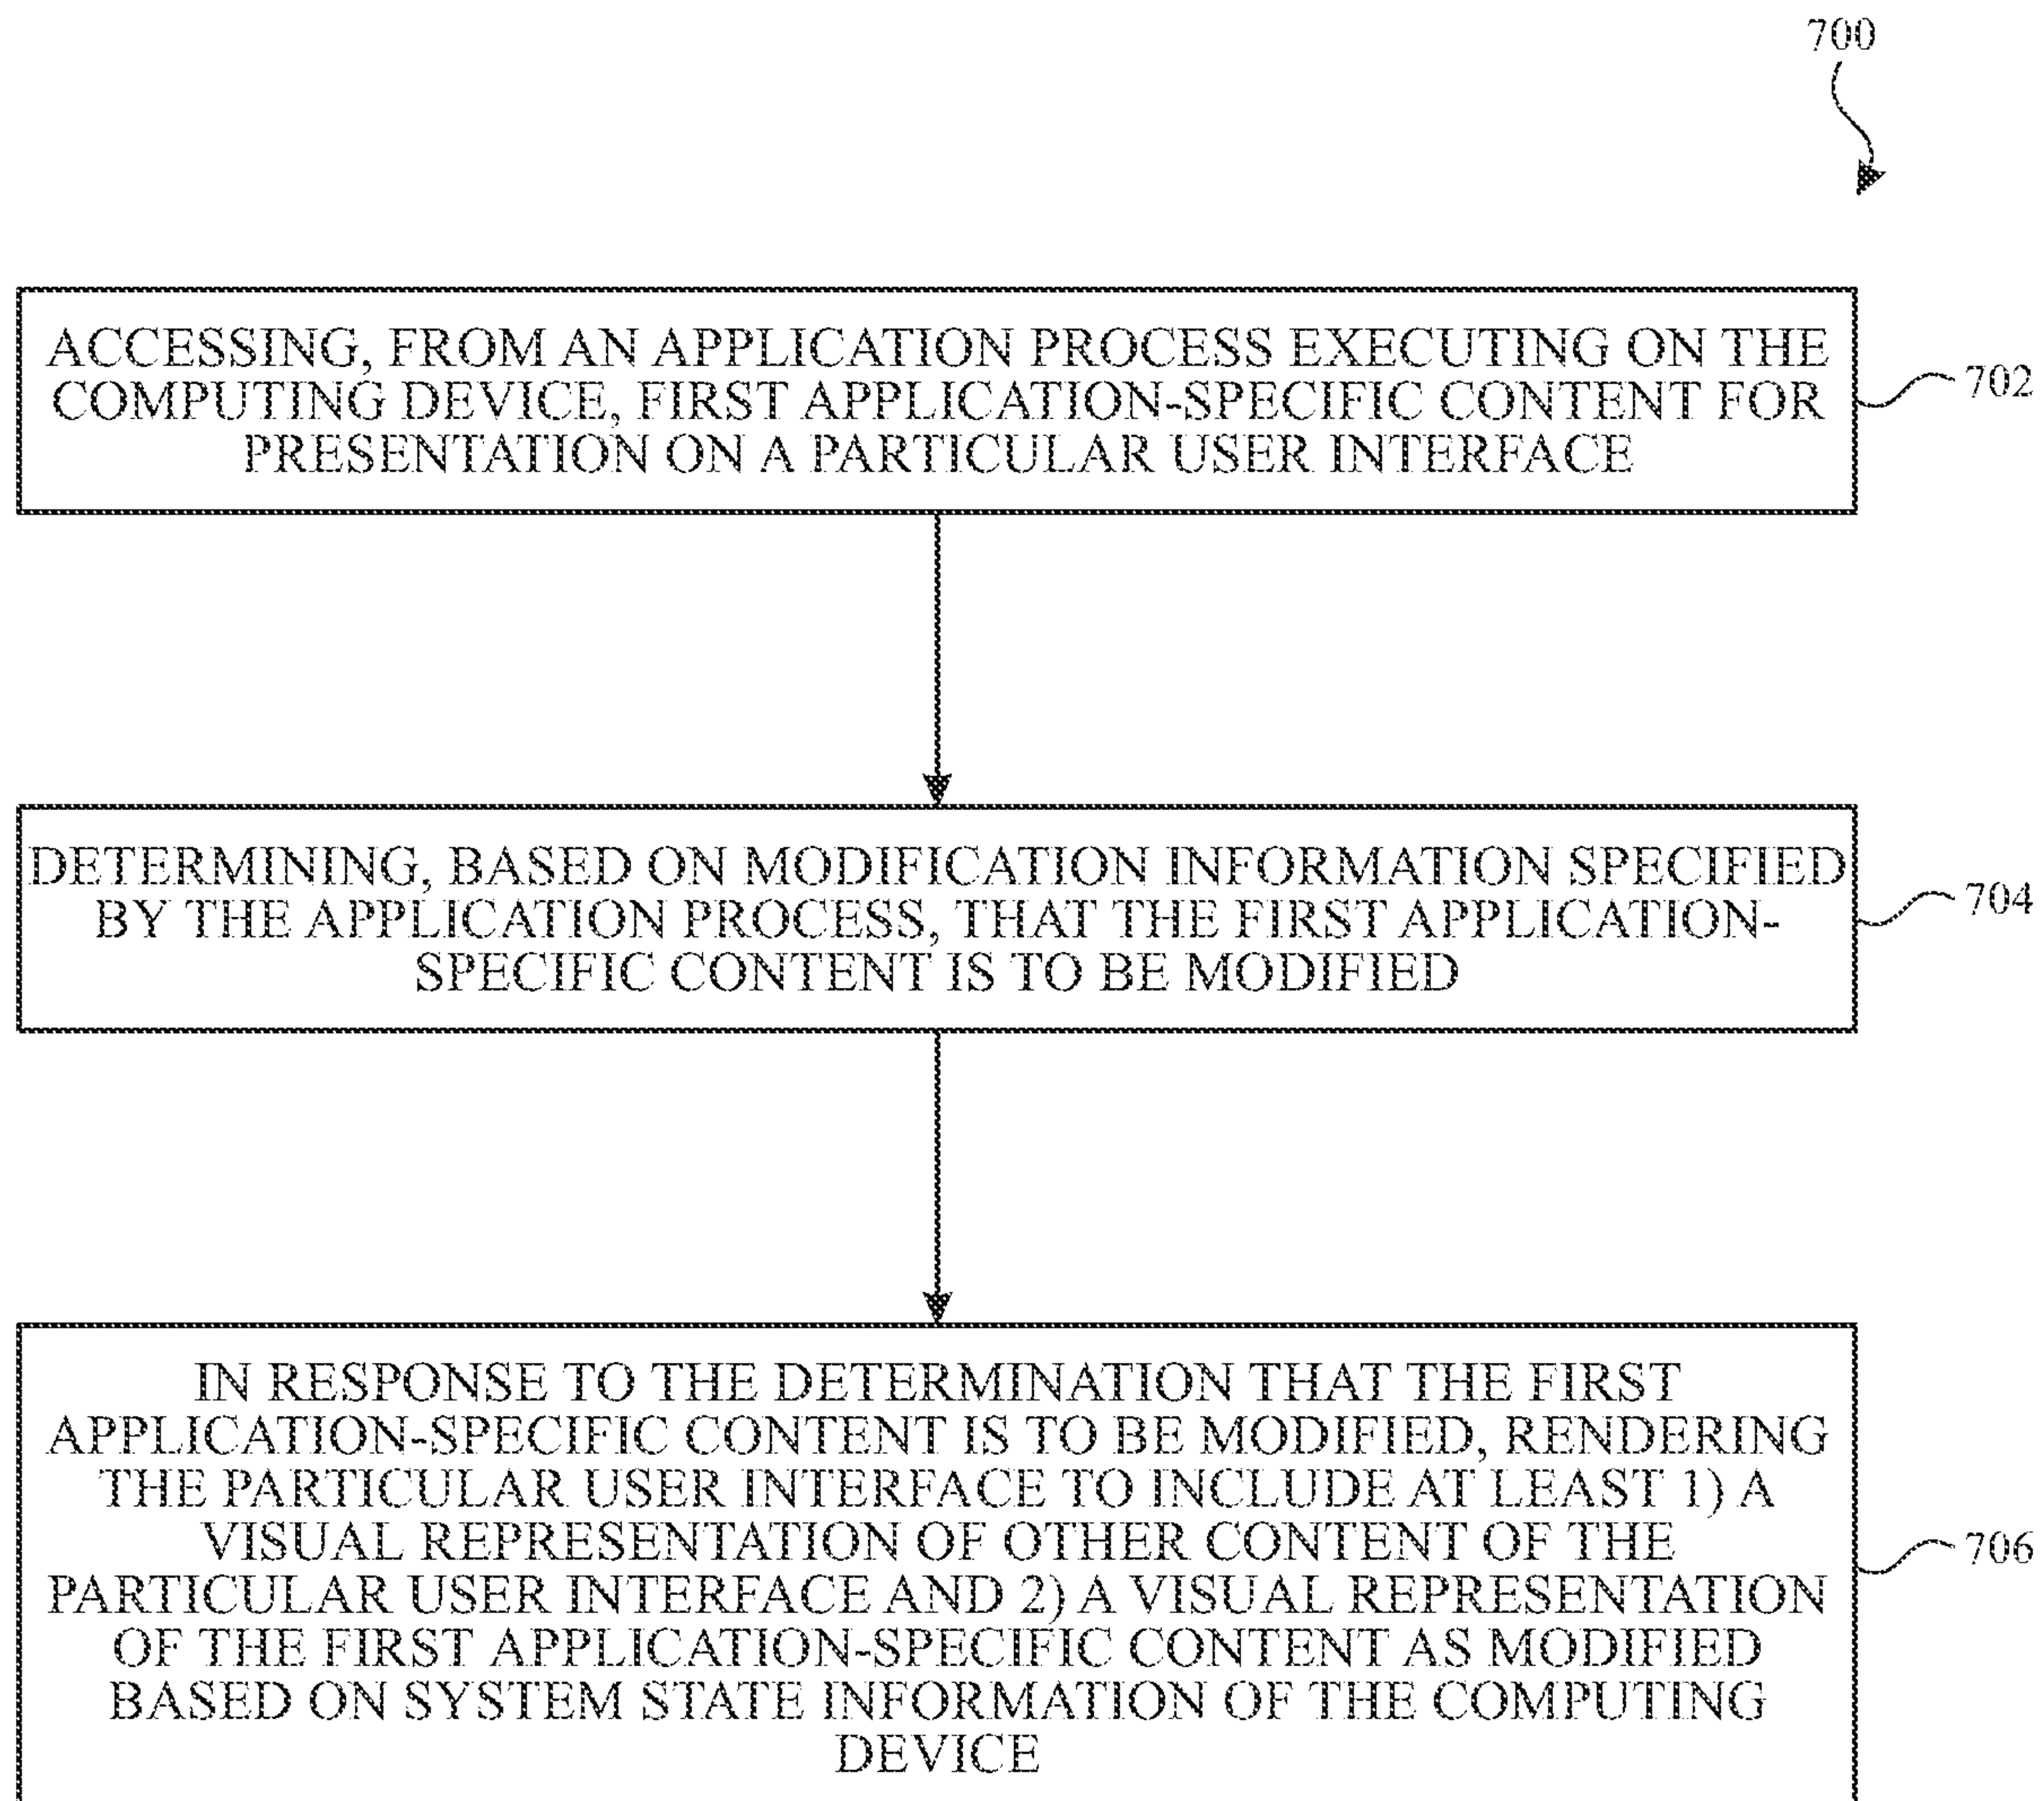 700
ACCESSING, FROM AN APPLICATION PROCESS EXECUTING ON THE
COMPUTING DEVICE, FIRST APPLICATION-SPECIFIC CONTENT FOR
PRESENTATION ON A PARTICULAR USER INTERFACE
702
DETERMINING, BASED ON MODIFICATION INFORMATION SPECIFIED
BY THE APPLICATION PROCESS, THAT THE FIRST APPLICATION-
SPECIFIC CONTENT IS TO BE MODIFIED
704
IN RESPONSE TO THE DETERMINATION THAT THE FIRST
APPLICATION-SPECIFIC CONTENT IS TO BE MODIFIED, RENDERING
THE PARTICULAR USER INTERFACE TO INCLUDE AT LEAST 1) A
VISUAL REPRESENTATION OF OTHER CONTENT OF THE
PARTICULAR USER INTERFACE AND 2) A VISUAL REPRESENTATION
OF THE FIRST APPLICATION-SPECIFIC CONTENT AS MODIFIED
BASED ON SYSTEM STATE INFORMATION OF THE COMPUTING
DEVICE
706